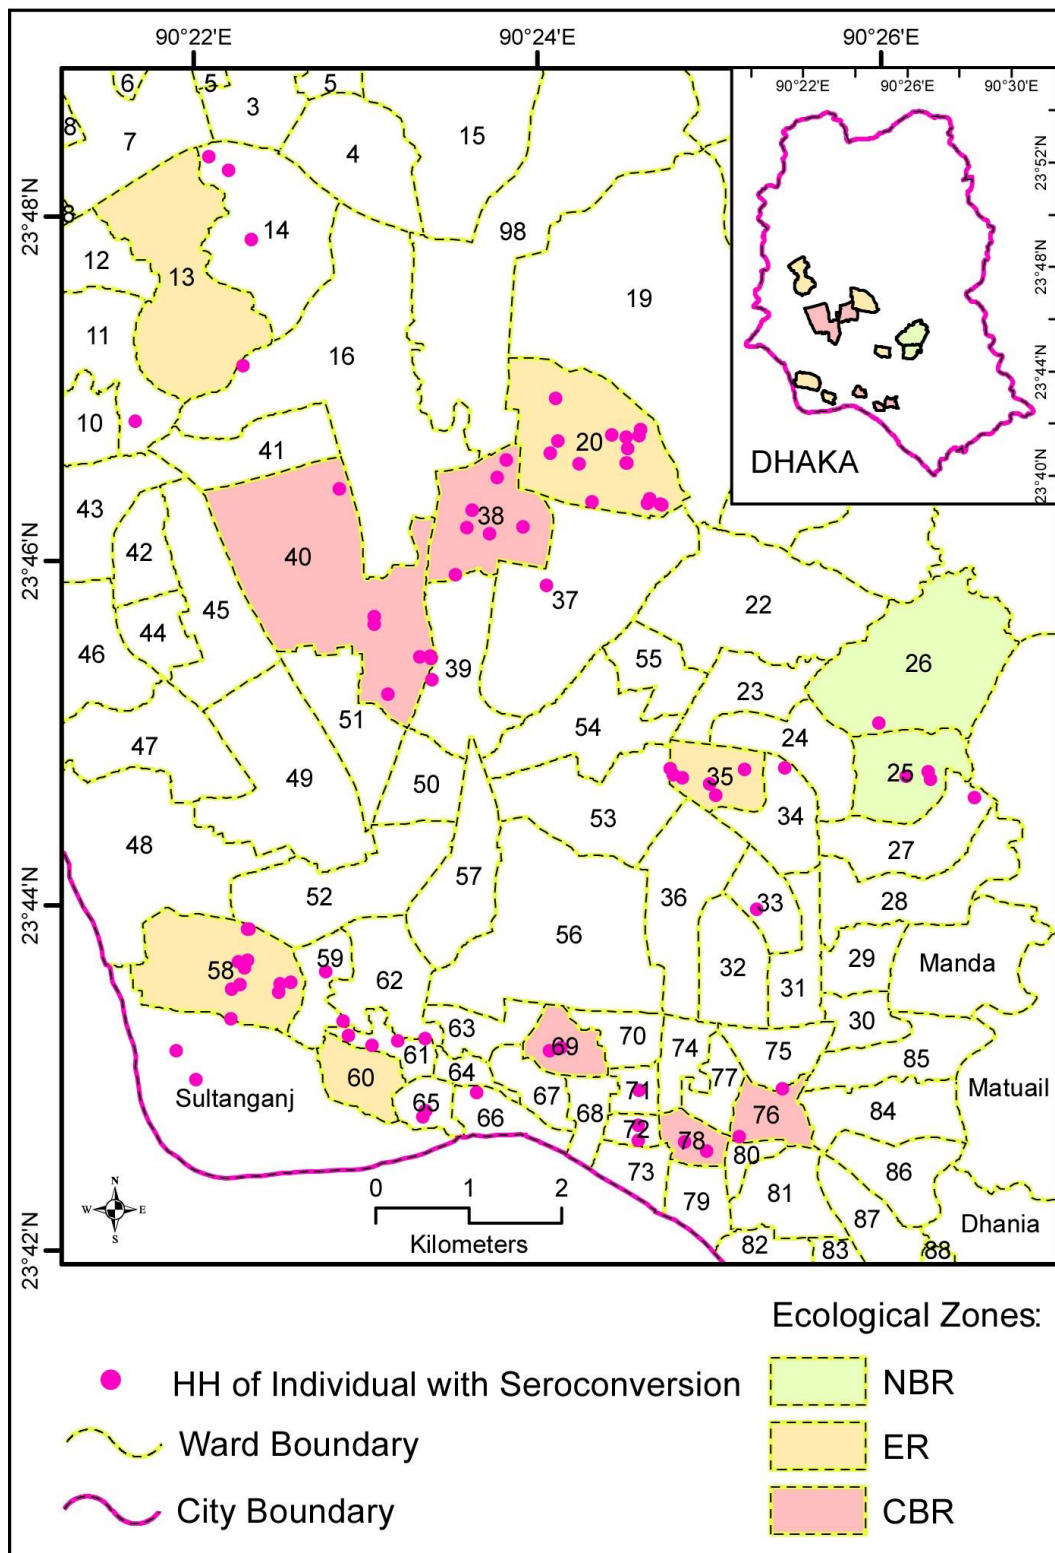 90°22'E 90°24'E 90°26'E
90°22'E 90°26'E 90°30'E
6 5 5
3
8 7 15
4
23°52'N
8 23°48'N
14 98
12
13 23°48'N
19
11
16
23°44'N
10 20
41
DHAKA
23°40'N
43 38
42 40
23°46'N
45 37 22
44
46 39 55 26
23
51 54 24
47
49 50 35 25
53 34
48 27
57
52 33 28
36
56
58 59 32 29 Manda
62 31
23°44'N
63 70 30
69 74 75 85
61
60 64 77 Matuail
Sultanganj 65 67 71 84
66 68 76
72 78
80
73 86
79 81
87 Dhania
82 83 88
23°42'N
N
W E
S
0 1 2
Kilometers
Ecological Zones:
HH of Individual with Seroconversion NBR
Ward Boundary ER
City Boundary CBR